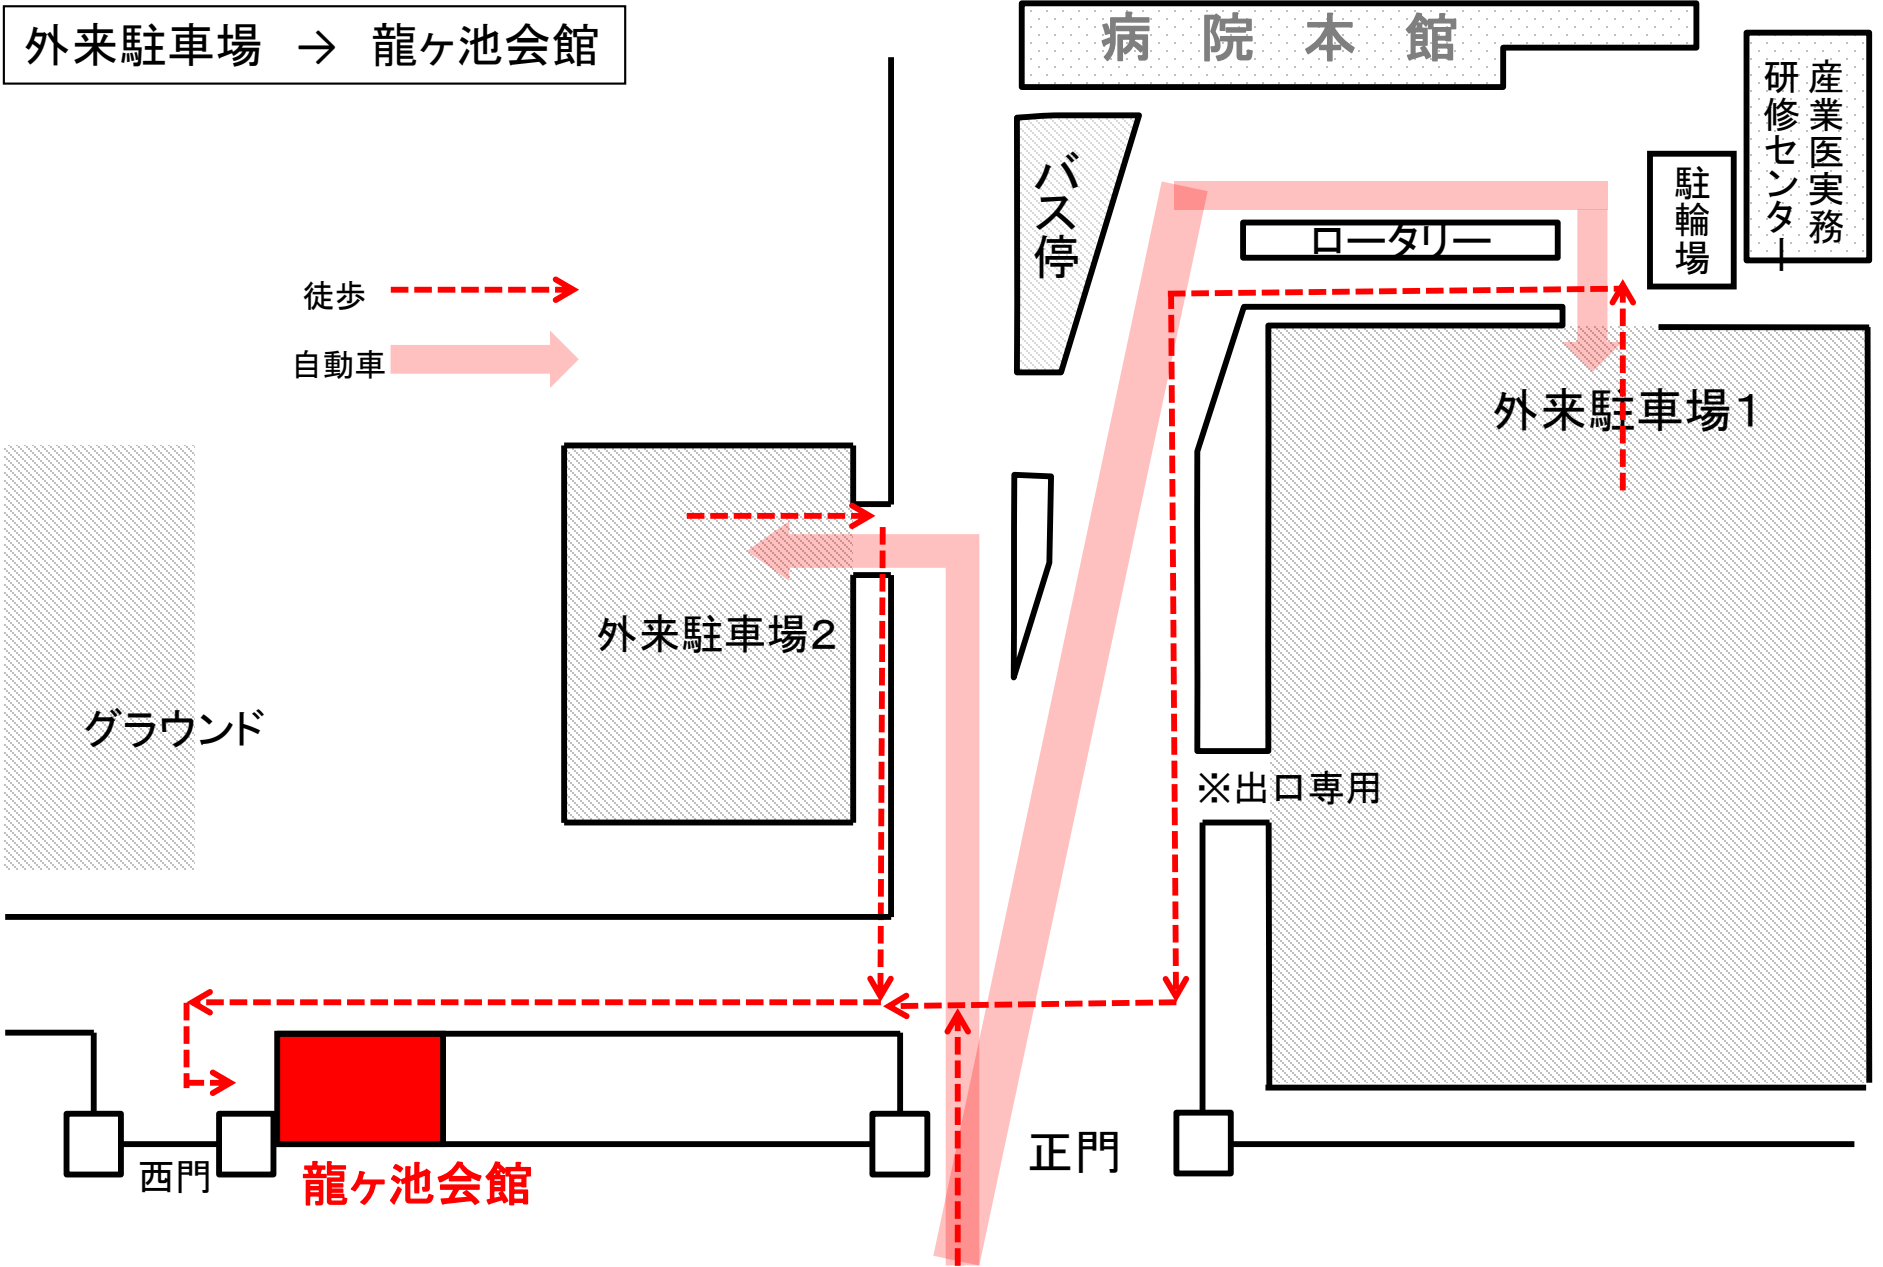 外来駐車場 → 龍ヶ池会館
病院本館
産業医実務
研修センター
駐輪場
バス停
ロータリー
徒歩
自動車
外来駐車場1
外来駐車場2
グラウンド
※出口専用
正門
西門
龍ヶ池会館